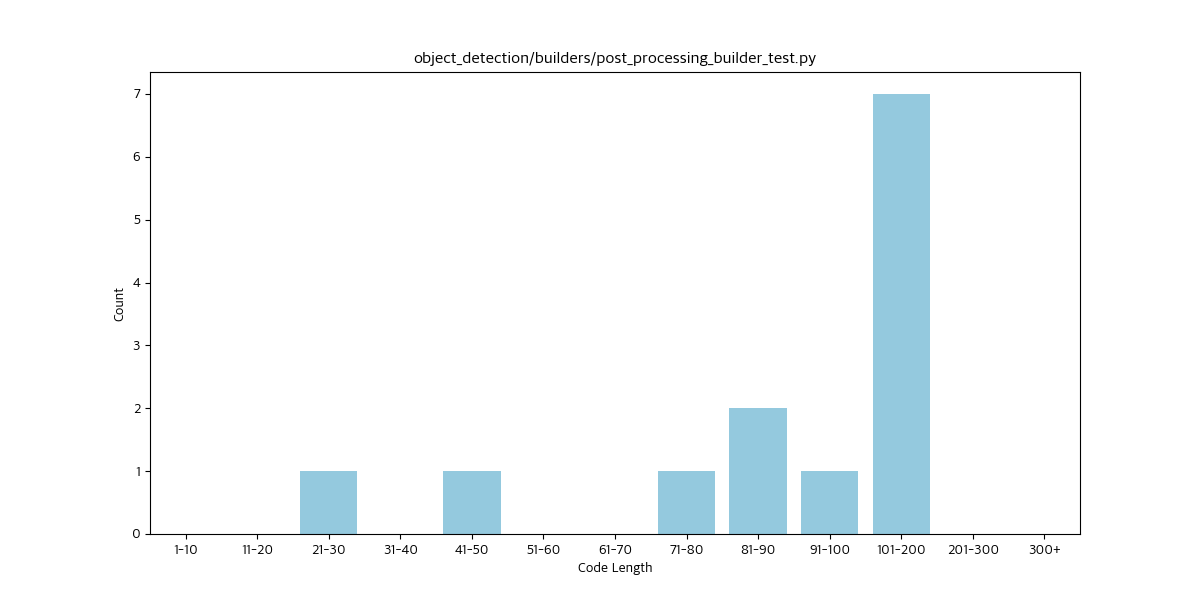 object_detection/builders/post_processing_builder_test.py
Count
7
6
5
4
3
2
1
0
1-10 11-20 21-30 31-40 41-50 51-60 61-70 71-80 81-90 91-100 101-200 201-300 300+
Code Length